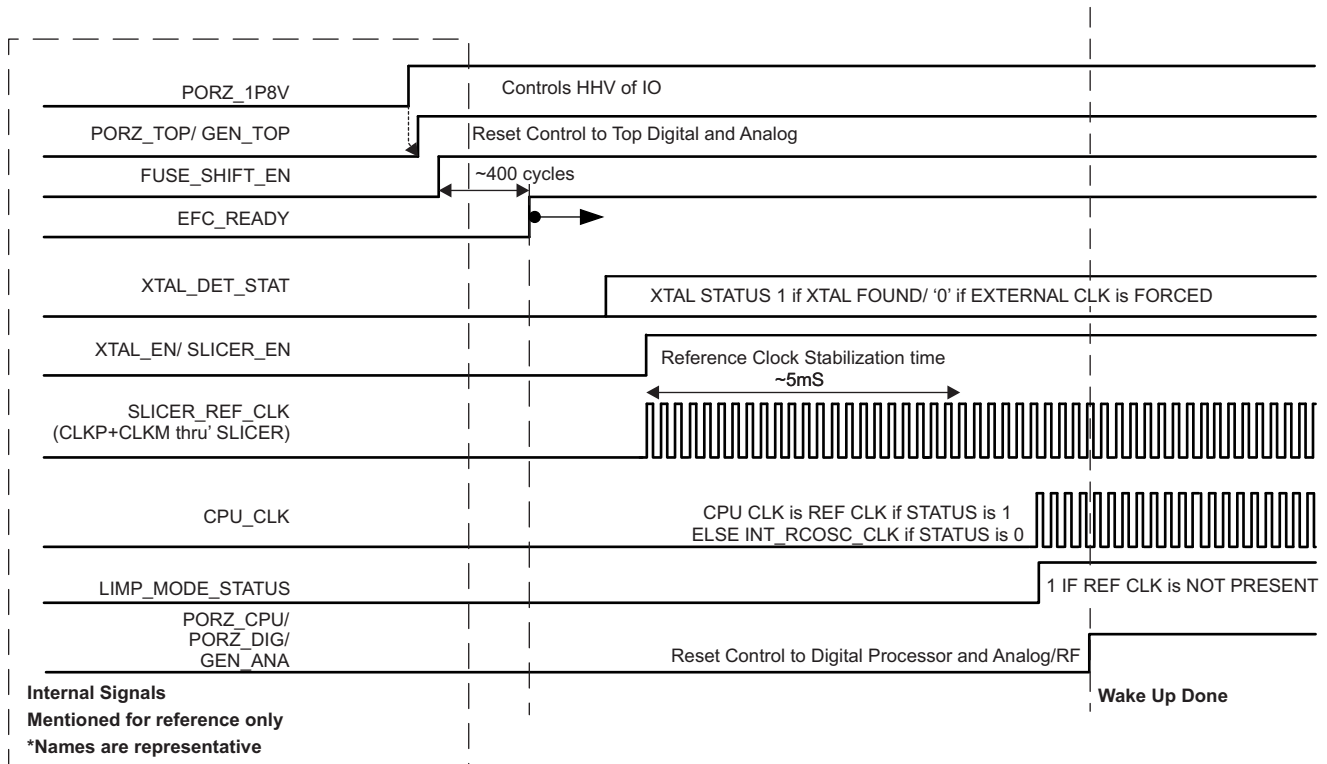 PORZ_1P8V
Controls HHV of IO
PORZ_TOP/ GEN_TOP
Reset Control to Top Digital and Analog
FUSE_SHIFT_EN
~400 cycles
EFC_READY
XTAL_DET_STAT
XTAL STATUS 1 if XTAL FOUND/ ‘0’ if EXTERNAL CLK is FORCED
XTAL_EN/ SLICER_EN
Reference Clock Stabilization time
~5mS
SLICER_REF_CLK
(CLKP+CLKM thru’ SLICER)
CPU_CLK
CPU CLK is REF CLK if STATUS is 1
ELSE INT_RCOSC_CLK if STATUS is 0
LIMP_MODE_STATUS
1 IF REF CLK is NOT PRESENT
PORZ_CPU/
PORZ_DIG/
GEN_ANA
Reset Control to Digital Processor and Analog/RF
Internal Signals
Mentioned for reference only
*Names are representative
Wake Up Done